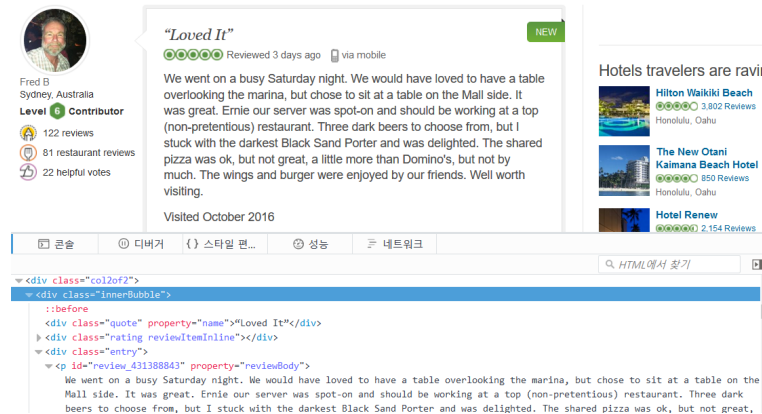 “Loved It”
NEW
Reviewed 3 days ago via mobile
Fred B
Sydney, Australia
Level 6 Contributor
122 reviews
81 restaurant reviews
22 helpful votes
We went on a busy Saturday night. We would have loved to have a table
overlooking the marina, but chose to sit at a table on the Mall side. It
was great. Ernie our server was spot-on and should be working at a top
(non-pretentious) restaurant. Three dark beers to choose from, but I
stuck with the darkest Black Sand Porter and was delighted. The shared
pizza was ok, but not great, a little more than Domino's, but not by
much. The wings and burger were enjoyed by our friends. Well worth
visiting.
Visited October 2016
Hotels travelers are ravi
Hilton Waikiki Beach
3,802 Reviews
Honolulu, Oahu
The New Otani
Kaimana Beach Hotel
850 Reviews
Honolulu, Oahu
Hotel Renew
2,154 Reviews
콘솔 디버거 {} 스타일 편... 성능 네트워크
HTML에서 찾기
<div class="col2of2">
<div class="innerBubble">
::before
<div class="quote" property="name">“Loved It”</div>
<div class="rating reviewItemInline"></div>
<div class="entry">
<p id="review_431388843" property="reviewBody">
We went on a busy Saturday night. We would have loved to have a table overlooking the marina, but chose to sit at a table on the
Mall side. It was great. Ernie our server was spot-on and should be working at a top (non-pretentious) restaurant. Three dark
beers to choose from, but I stuck with the darkest Black Sand Porter and was delighted. The shared pizza was ok, but not great,